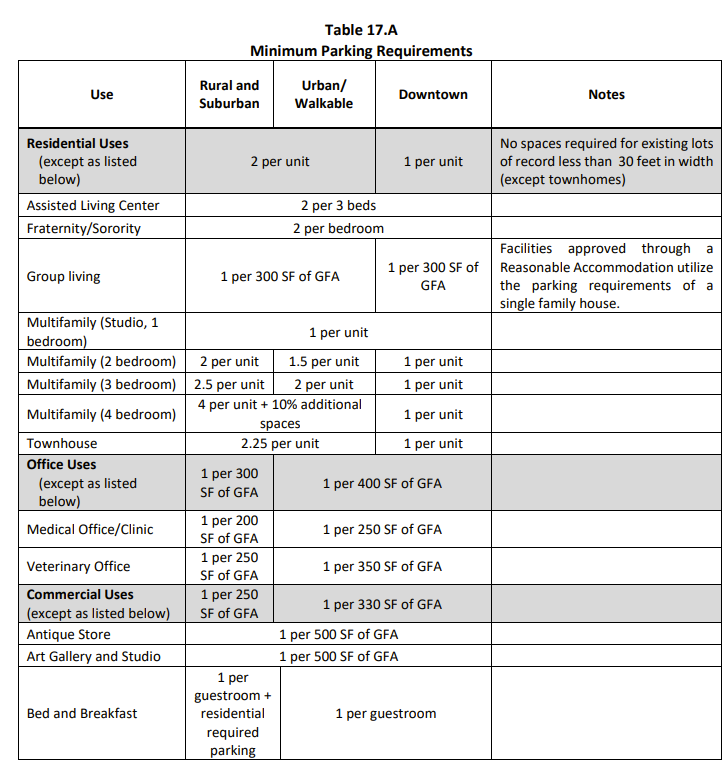 Table 17.A
Minimum Parking Requirements
Use
Rural and
Suburban
Urban/
Walkable
Downtown
Notes
Residential Uses
(except as listed
below)
2 per unit
1 per unit
No spaces required for existing lots
of record less than 30 feet in width
(except townhomes)
Assisted Living Center
2 per 3 beds
Fraternity/Sorority
2 per bedroom
Group living
1 per 300 SF of GFA
1 per 300 SF of
GFA
Facilities approved through a
Reasonable Accommodation utilize
the parking requirements of a
single family house.
Multifamily (Studio, 1
bedroom)
1 per unit
Multifamily (2 bedroom)
2 per unit
1.5 per unit
1 per unit
Multifamily (3 bedroom)
2.5 per unit
2 per unit
1 per unit
Multifamily (4 bedroom)
4 per unit + 10% additional
spaces
1 per unit
Townhouse
2.25 per unit
1 per unit
Office Uses
(except as listed
below)
1 per 300
SF of GFA
1 per 400 SF of GFA
Medical Office/Clinic
1 per 200
SF of GFA
1 per 250 SF of GFA
Veterinary Office
1 per 250
SF of GFA
1 per 350 SF of GFA
Commercial Uses
(except as listed below)
1 per 250
SF of GFA
1 per 330 SF of GFA
Antique Store
1 per 500 SF of GFA
Art Gallery and Studio
1 per 500 SF of GFA
Bed and Breakfast
1 per
guestroom +
residential
required
parking
1 per guestroom